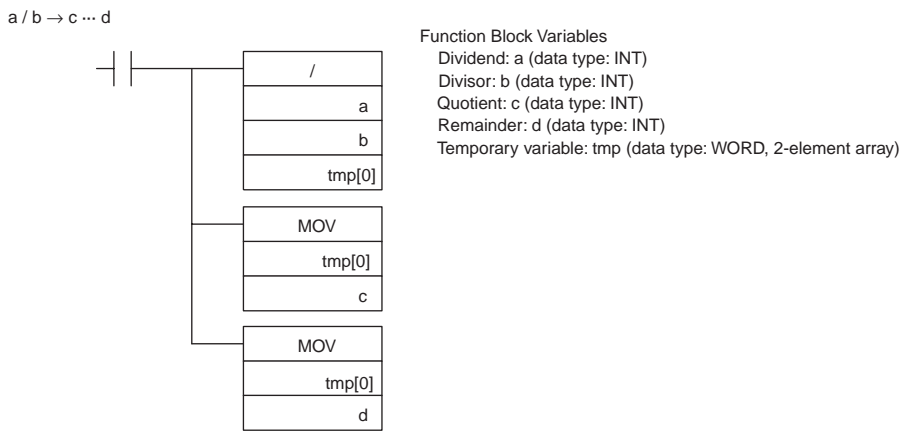 a / b → c ··· d
Function Block Variables
Dividend: a (data type: INT)
Divisor: b (data type: INT)
Quotient: c (data type: INT)
Remainder: d (data type: INT)
Temporary variable: tmp (data type: WORD, 2-element array)
/
a
b
tmp[0]
MOV
tmp[0]
c
MOV
tmp[0]
d